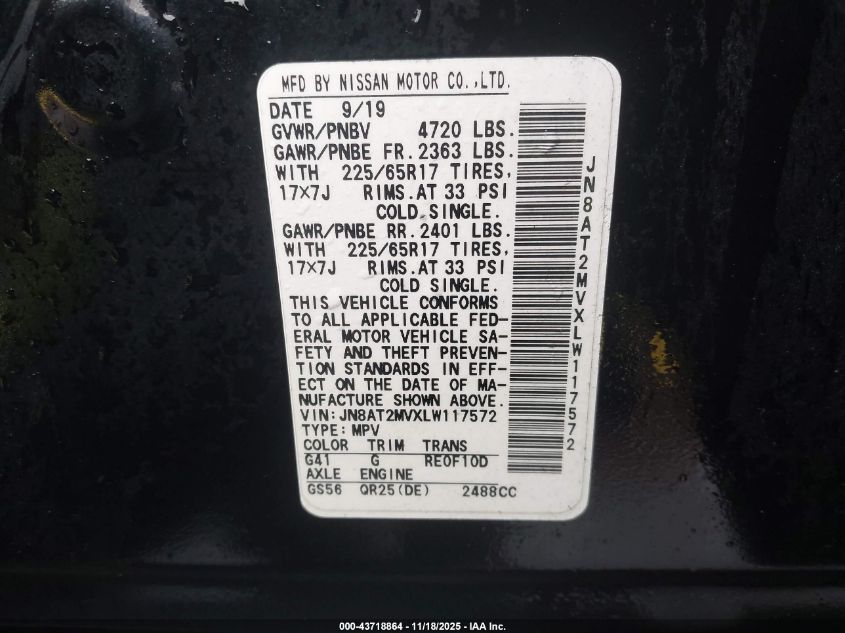 MFD BY NISSAN MOTOR CO.,LTD.
DATE 9/19
GVWR/PNBV 4720 LBS.
GAWR/PNBE FR. 2363 LBS.
WITH 225/65R17 TIRES,
17×7J RIMS. AT 33 PSI
COLD SINGLE.
GAWR/PNBE RR. 2401 LBS.
WITH 225/65R17 TIRES,
17×7J RIMS. AT 33 PSI
COLD SINGLE.
THIS VEHICLE CONFORMS
TO ALL APPLICABLE FED-
ERAL MOTOR VEHICLE SA-
FETY AND THEFT PREVEN-
TION STANDARDS IN EFF-
ECT ON THE DATE OF MA-
NUFACTURE SHOWN ABOVE.
VIN: JN8AT2MVXLW117572
TYPE: MPV
COLOR TRIM TRANS
G41 G RE0F10D
AXLE ENGINE
GS56 QR25(DE) 2488CC
JN8AT2MVXLW117572
000-43718864 - 11/18/2025 - IAA Inc.